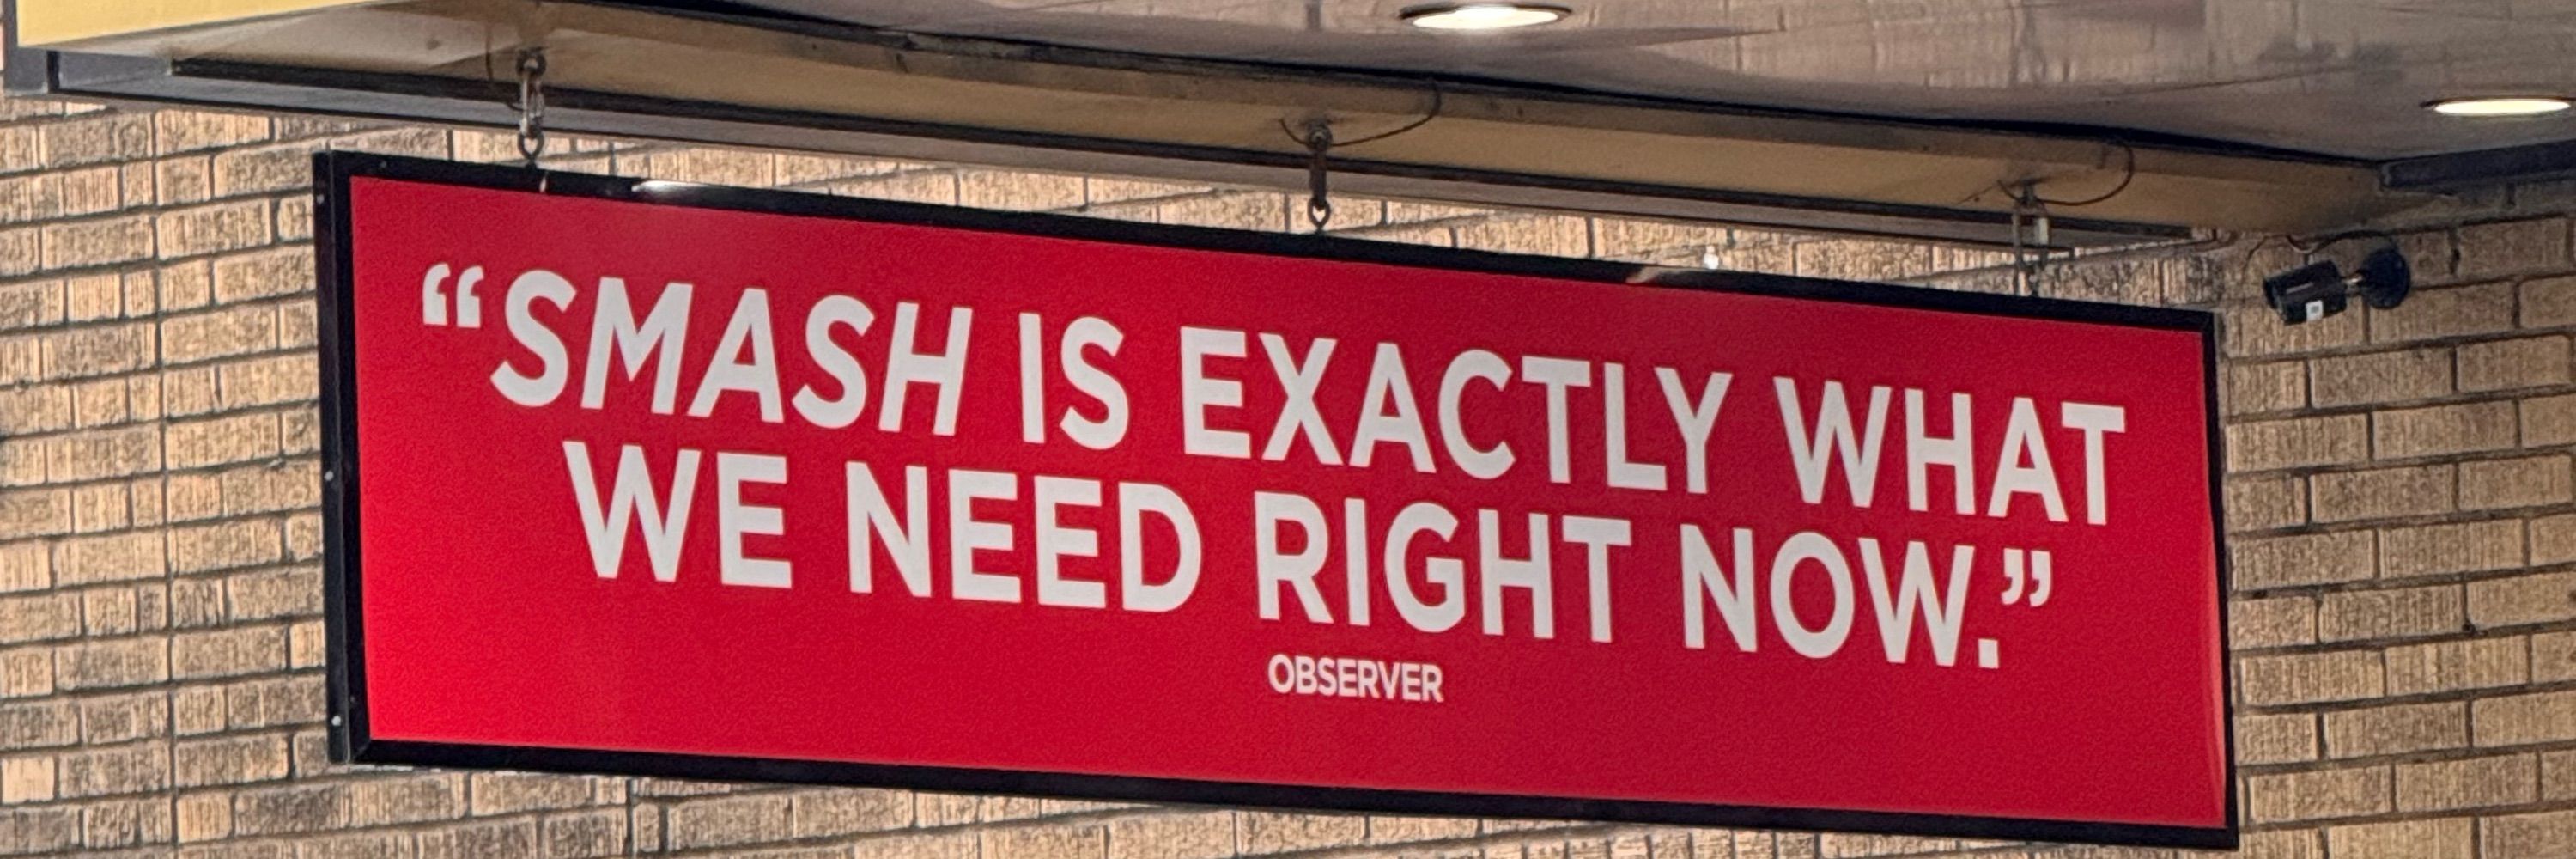 “SMASH IS EXACTLY WHAT
WE NEED RIGHT NOW.”
OBSERVER